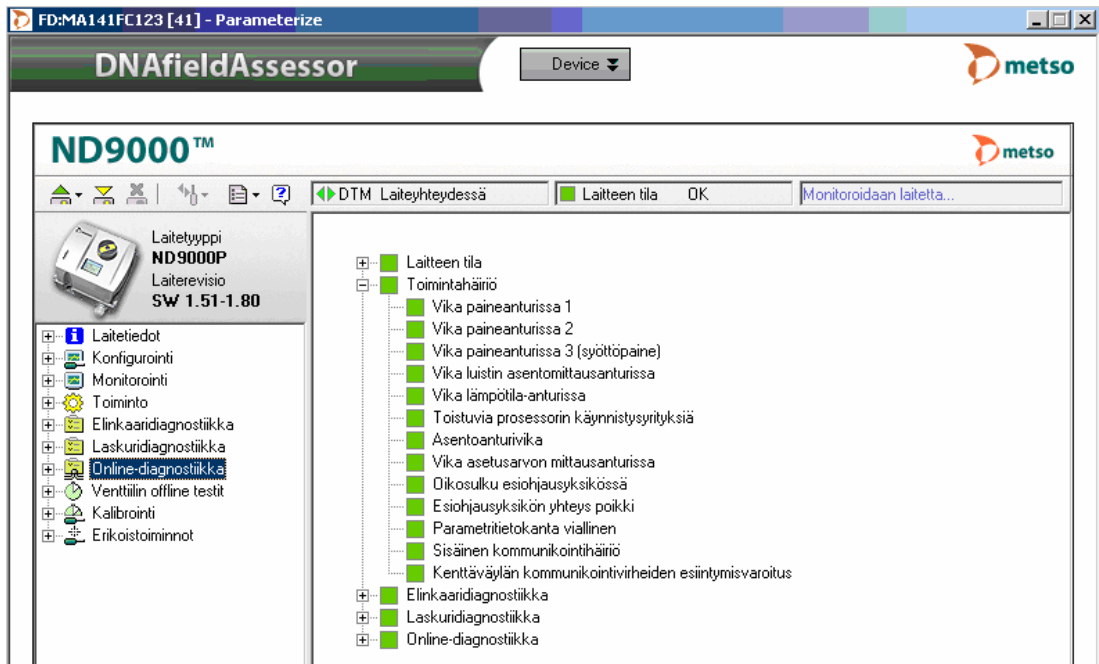 FD:MA141FC123 [41] - Parameterize
DNAfieldAssessor
Device
metso
ND9000™
metso
DTM Laiteyhteydessä
Laitteen tila OK
Monitoroidaan laitetta...
Laitetyyppi
ND9000P
Laiterevisio
SW 1.51-1.80
Laitetiedot
Konfigurointi
Monitorointi
Toiminto
Elinkaaridiagnostiikka
Laskuridiagnostiikka
Online-diagnostiikka
Venttiilin offline testit
Kalibrointi
Erikoistoiminnot
Laitteen tila
Toimintahäiriö
Vika paineanturissa 1
Vika paineanturissa 2
Vika paineanturissa 3 (syöttöpaine)
Vika luistin asentomittausanturissa
Vika lämpötila-anturissa
Toistuvia prosessorin käynnistysyrityksiä
Asentoanturivika
Vika asetusarvon mittausanturissa
Oikosulku esiohjausyksikössä
Esiohjausyksikön yhteys poikki
Parametritietokanta viallinen
Sisäinen kommunikointihäiriö
Kenttäväylän kommunikointivirheiden esiintymisvaroitus
Elinkaaridiagnostiikka
Laskuridiagnostiikka
Online-diagnostiikka